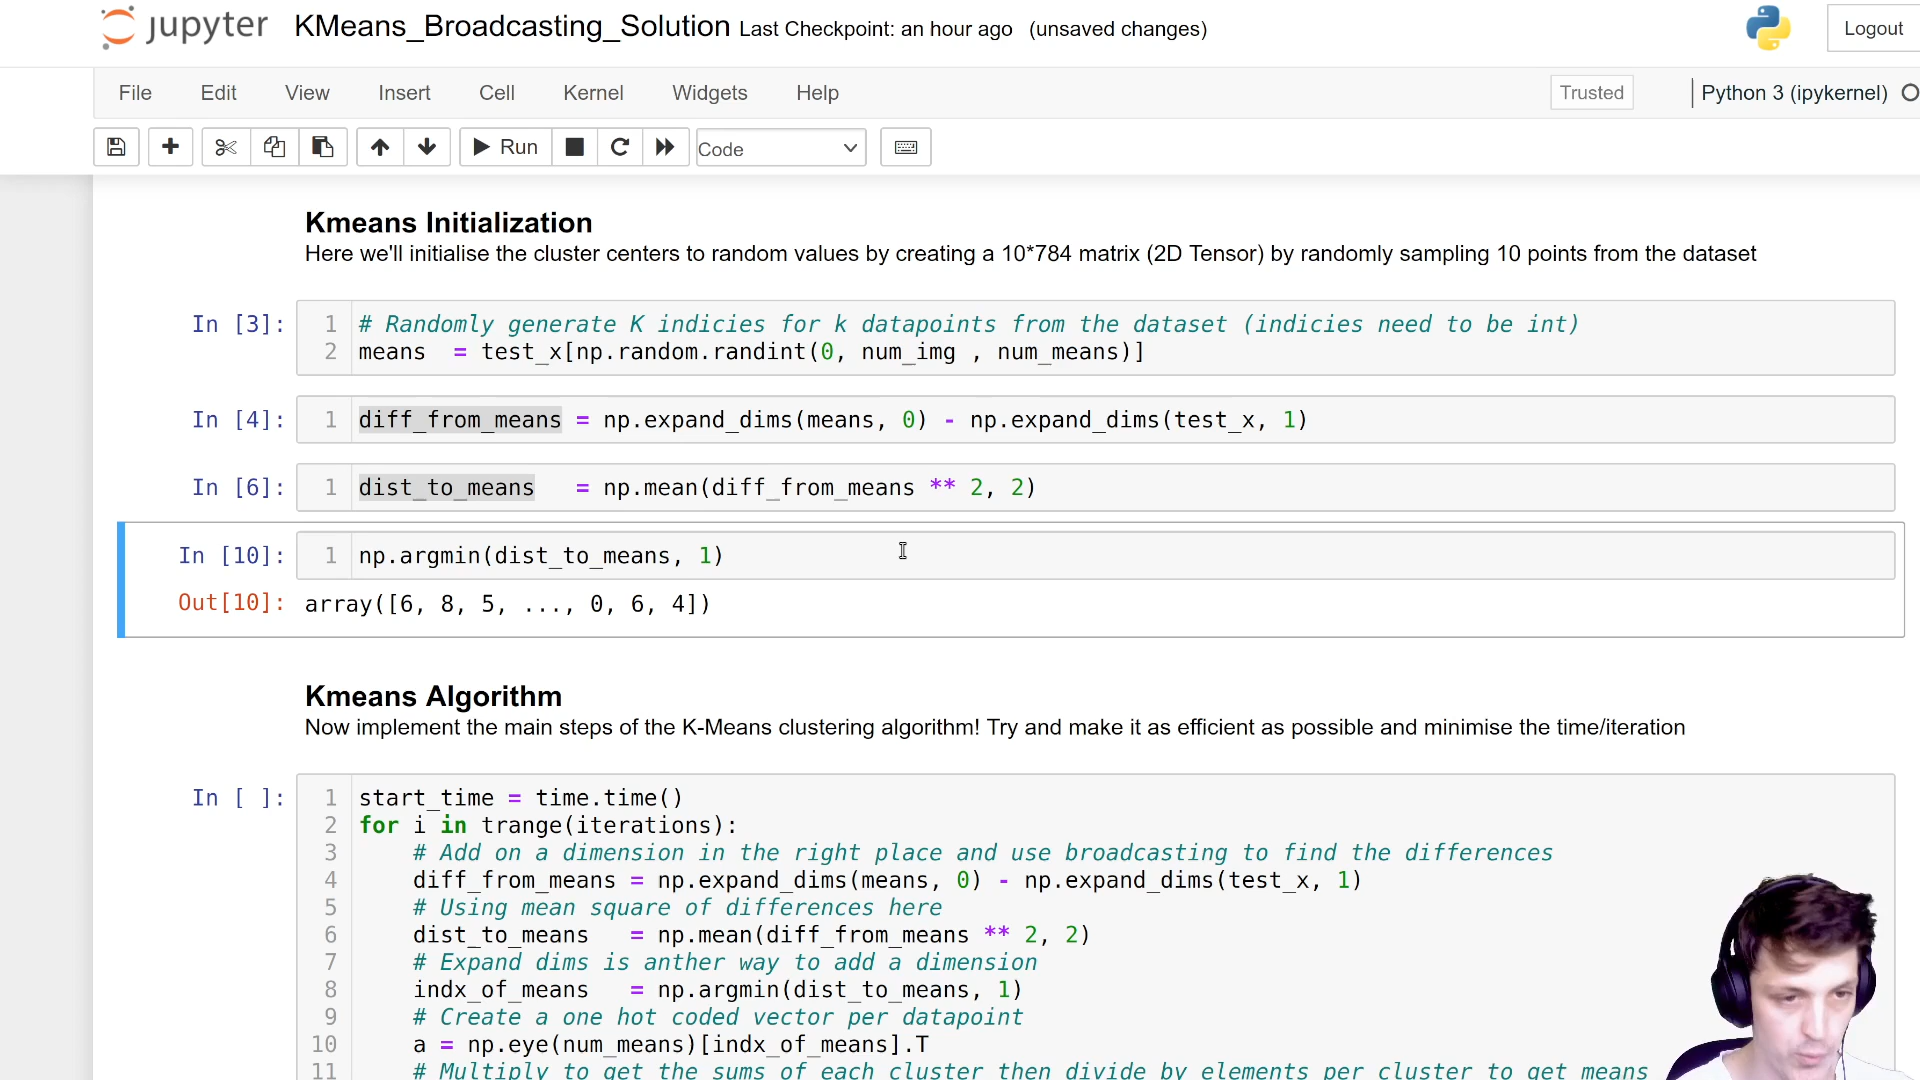 jupyter KMeans_Broadcasting_Solution Last Checkpoint: an hour ago (unsaved changes) Logout
File Edit View Insert Cell Kernel Widgets Help Trusted Python 3 (ipykernel)
Run Code
Kmeans Initialization
Here we'll initialise the cluster centers to random values by creating a 10*784 matrix (2D Tensor) by randomly sampling 10 points from the dataset
In [3]: 1 # Randomly generate K indicies for k datapoints from the dataset (indicies need to be int)
2 means  = test_x[np.random.randint(0, num_img , num_means)]
In [4]: 1 diff_from_means = np.expand_dims(means, 0) - np.expand_dims(test_x, 1)
In [6]: 1 dist_to_means   = np.mean(diff_from_means ** 2, 2)
In [10]: 1 np.argmin(dist_to_means, 1)
Out[10]: array([6, 8, 5, ..., 0, 6, 4])
Kmeans Algorithm
Now implement the main steps of the K-Means clustering algorithm! Try and make it as efficient as possible and minimise the time/iteration
In [ ]: 1 start_time = time.time()
2 for i in trange(iterations):
3     # Add on a dimension in the right place and use broadcasting to find the differences
4     diff_from_means = np.expand_dims(means, 0) - np.expand_dims(test_x, 1)
5     # Using mean square of differences here
6     dist_to_means   = np.mean(diff_from_means ** 2, 2)
7     # Expand dims is anther way to add a dimension
8     indx_of_means   = np.argmin(dist_to_means, 1)
9     # Create a one hot coded vector per datapoint
10     a = np.eye(num_means)[indx_of_means].T
11     # Multiply to get the sums of each cluster then divide by elements per cluster to get means